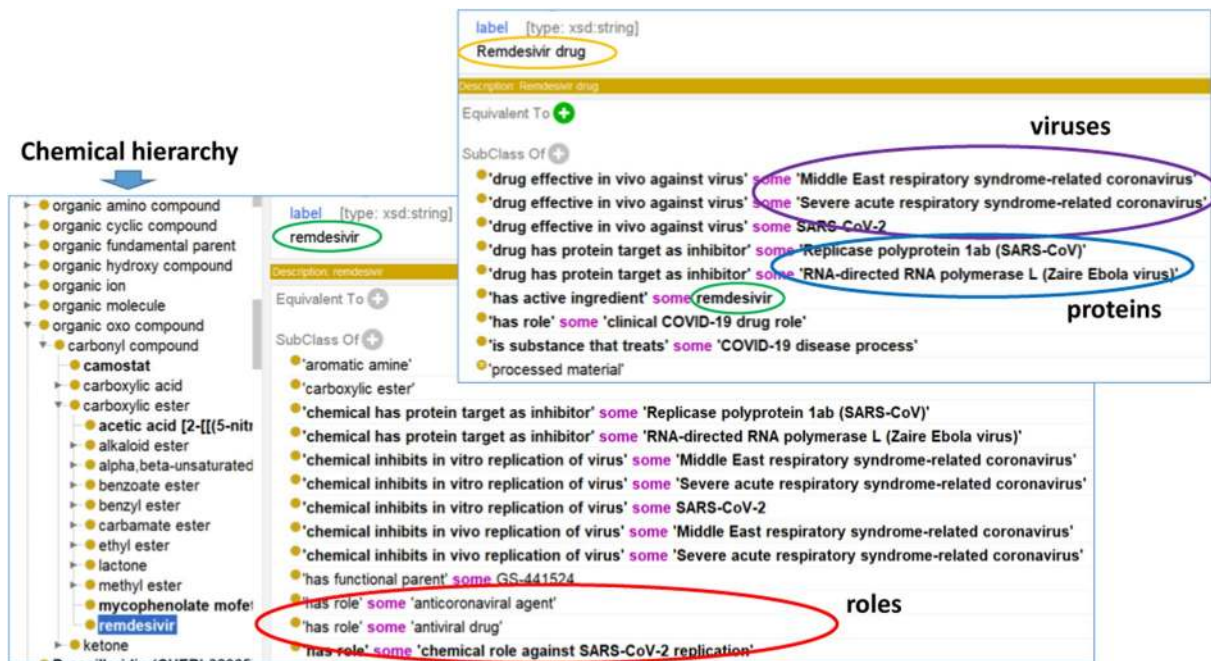 label [type: xsd:string]
Remdesivir drug
Description: Remdesivir drug
Equivalent To
viruses
SubClass Of
'drug effective in vivo against virus' some 'Middle East respiratory syndrome-related coronavirus'
'drug effective in vivo against virus' some 'Severe acute respiratory syndrome-related coronavirus'
'drug effective in vivo against virus' some SARS-CoV-2
'drug has protein target as inhibitor' some 'Replicase polyprotein 1ab (SARS-CoV)'
'drug has protein target as inhibitor' some 'RNA-directed RNA polymerase L (Zaire Ebola virus)'
'has active ingredient' some remdesivir
proteins
'has role' some 'clinical COVID-19 drug role'
'is substance that treats' some 'COVID-19 disease process'
'processed material'
Chemical hierarchy
organic amino compound
organic cyclic compound
organic fundamental parent
organic hydroxy compound
organic ion
organic molecule
organic oxo compound
carbonyl compound
camostat
carboxylic acid
carboxylic ester
acetic acid [2-[[(5-nitr
alkaloid ester
alpha,beta-unsaturated
benzoate ester
benzyl ester
carbamate ester
ethyl ester
lactone
methyl ester
mycophenolate mofet
remdesivir
ketone
label [type: xsd:string]
remdesivir
Description: remdesivir
Equivalent To
SubClass Of
'aromatic amine'
'carboxylic ester'
'chemical has protein target as inhibitor' some 'Replicase polyprotein 1ab (SARS-CoV)'
'chemical has protein target as inhibitor' some 'RNA-directed RNA polymerase L (Zaire Ebola virus)'
'chemical inhibits in vitro replication of virus' some 'Middle East respiratory syndrome-related coronavirus'
'chemical inhibits in vitro replication of virus' some 'Severe acute respiratory syndrome-related coronavirus'
'chemical inhibits in vitro replication of virus' some SARS-CoV-2
'chemical inhibits in vivo replication of virus' some 'Middle East respiratory syndrome-related coronavirus'
'chemical inhibits in vivo replication of virus' some 'Severe acute respiratory syndrome-related coronavirus'
'has functional parent' some GS-441524
'has role' some 'anticoronaviral agent'
roles
'has role' some 'antiviral drug'
'has role' some 'chemical role against SARS-CoV-2 replication'